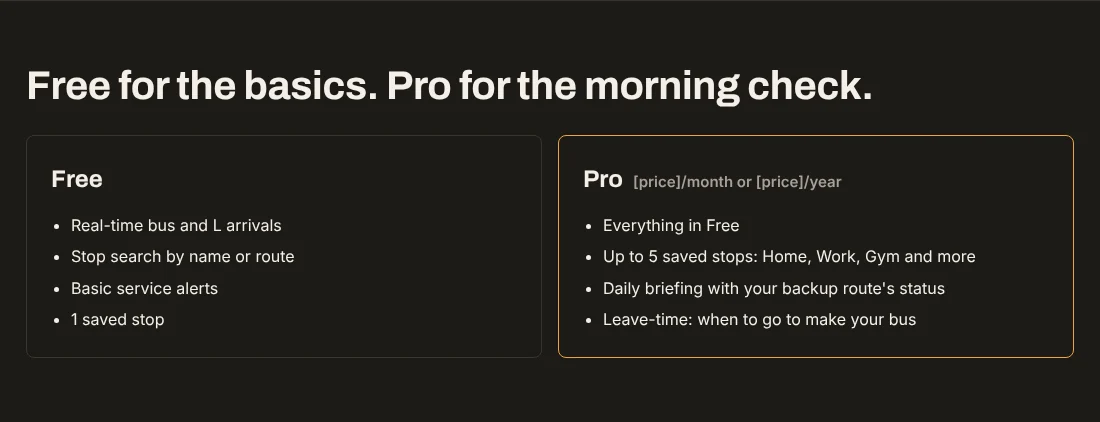 Free for the basics. Pro for the morning check.
Free
Real-time bus and L arrivals
Stop search by name or route
Basic service alerts
1 saved stop
Pro [price]/month or [price]/year
Everything in Free
Up to 5 saved stops: Home, Work, Gym and more
Daily briefing with your backup route's status
Leave-time: when to go to make your bus